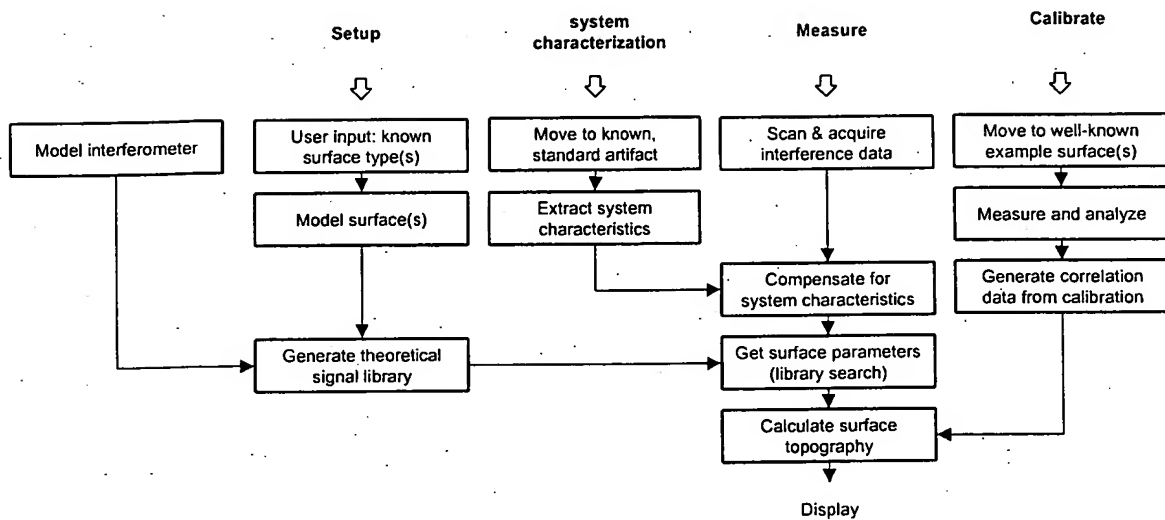 Setup
system
characterization
Measure
Calibrate
Model interferometer
User input: known
surface type(s)
Move to known,
standard artifact
Scan & acquire
interference data
Move to well-known
example surface(s)
Model surface(s)
Extract system
characteristics
Measure and analyze
Compensate for
system characteristics
Generate correlation
data from calibration
Generate theoretical
signal library
Get surface parameters
(library search)
Calculate surface
topography
Display